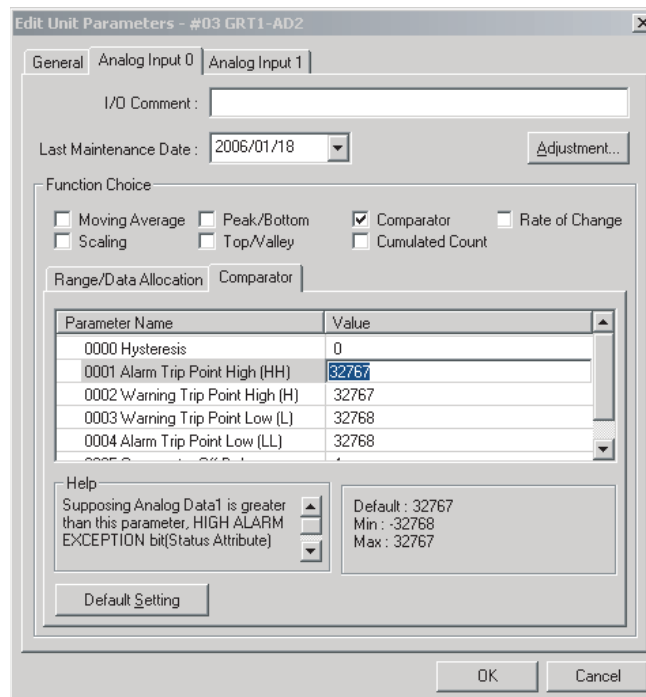 Edit Unit Parameters - #03 GRT1-AD2
General Analog Input 0 Analog Input 1
I/O Comment :
Last Maintenance Date : 2006/01/18 Adjustment...
Function Choice
Moving Average Peak/Bottom Comparator Rate of Change
Scaling Top/Valley Cumulated Count
Range/Data Allocation Comparator
Parameter Name Value
0000 Hysteresis 0
0001 Alarm Trip Point High (HH) 32767
0002 Warning Trip Point High (H) 32767
0003 Warning Trip Point Low (L) 32768
0004 Alarm Trip Point Low (LL) 32768
Help
Supposing Analog Data1 is greater
than this parameter, HIGH ALARM
EXCEPTION bit(Status Attribute)
Default : 32767
Min : -32768
Max : 32767
Default Setting
OK Cancel